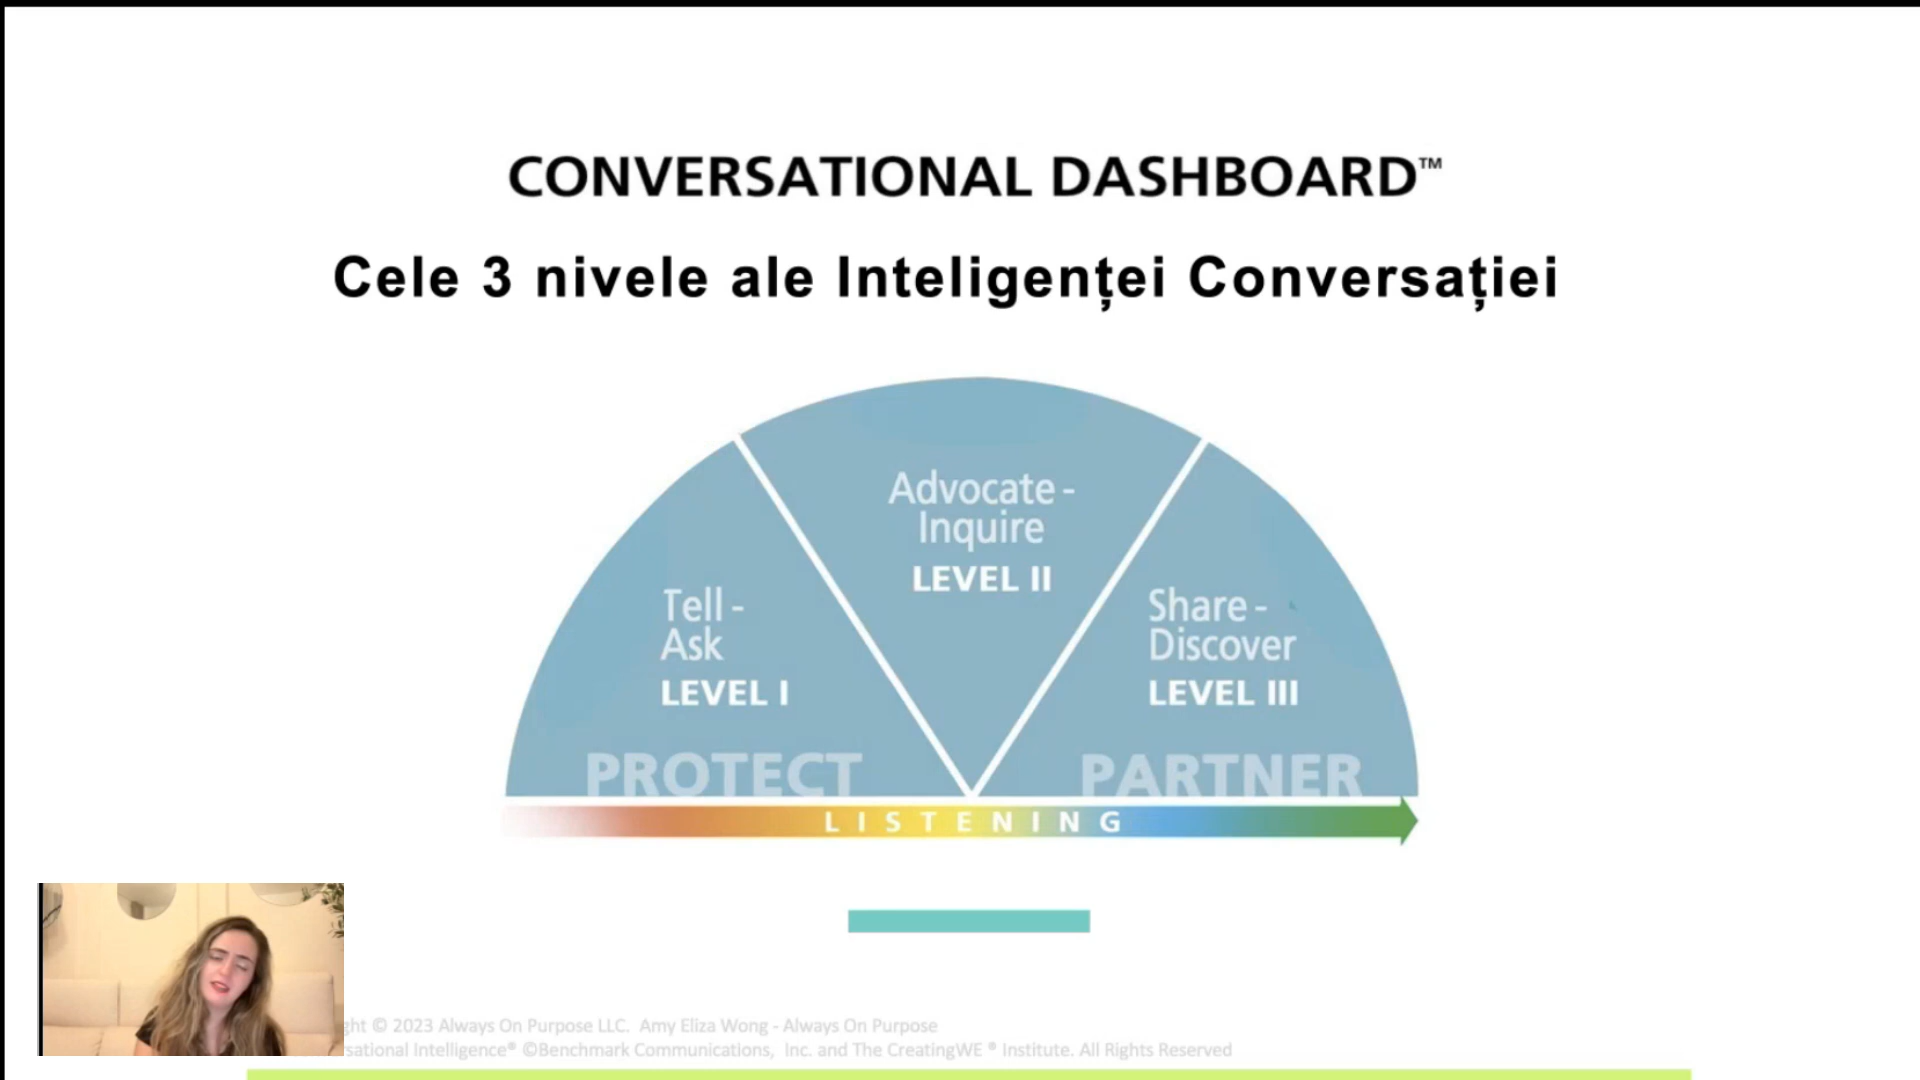 CONVERSATIONAL DASHBOARD™
Cele 3 nivele ale Inteligenței Conversației
Advocate -
Inquire
LEVEL II
Tell -
Ask
LEVEL I
Share -
Discover
LEVEL III
PROTECT
PARTNER
LISTENING
© 2023 Always On Purpose LLC. Amy Eliza Wong - Always On Purpose
Intelligence® ©Benchmark Communications, Inc. and The CreatingWE ® Institute. All Rights Reserved